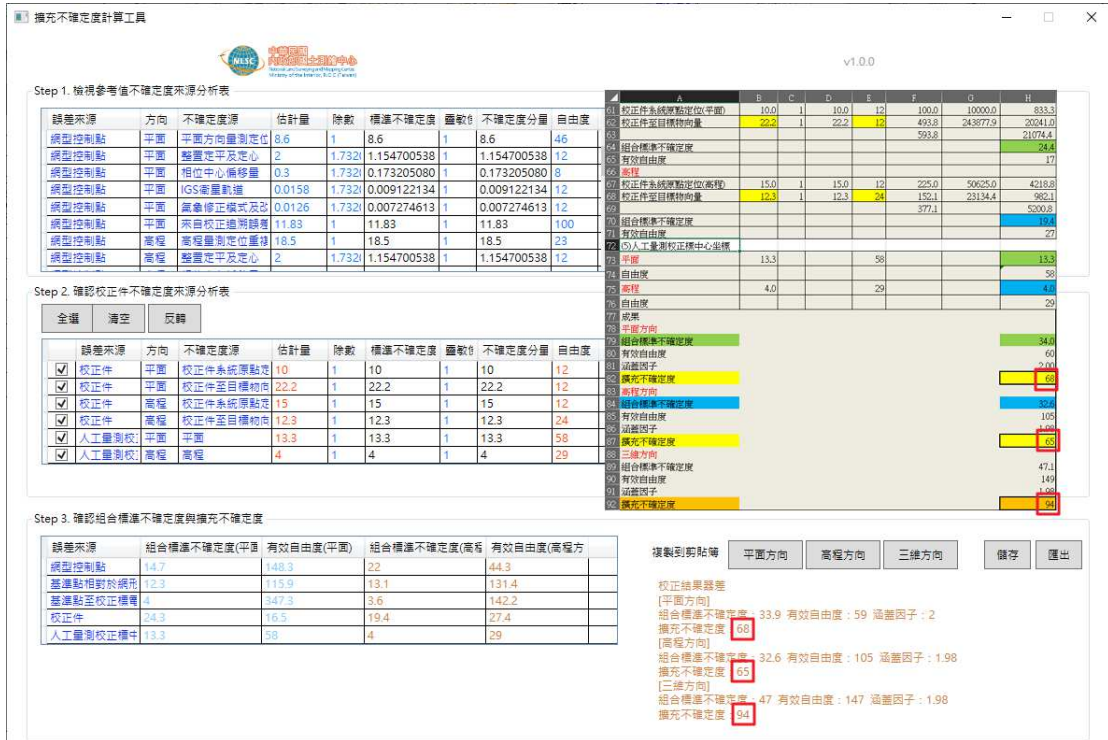 擴充不確定度計算工具
NLSC
中華民國
內政部國土測繪中心
v1.0.0
Step 1. 檢視參考值不確定度來源分析表
誤差來源 方向 不確定度源 估計量 除數 標準不確定度 靈敏 不確定度分量 自由度
網型控制點 平面 平面方向量測定位 8.6 1 8.6 1 8.6 46
網型控制點 平面 整置定平及定心 2 1.732 1.154700538 1 1.154700538 12
網型控制點 平面 相位中心偏移量 0.3 1.732 0.173205080 1 0.173205080 8
網型控制點 平面 IGS衛星軌道 0.0158 1.732 0.009122134 1 0.009122134 12
網型控制點 平面 氣象修正模式及改 0.0126 1.732 0.007274613 1 0.007274613 12
網型控制點 平面 來自校正追溯誤差 11.83 1 11.83 1 11.83 100
網型控制點 高程 高程量測定位重複 18.5 1 18.5 1 18.5 23
網型控制點 高程 整置定平及定心 2 1.732 1.154700538 1 1.154700538 12
Step 2. 確認校正件不確定度來源分析表
全選 清空 反轉
誤差來源 方向 不確定度源 估計量 除數 標準不確定度 靈敏 不確定度分量 自由度
校正件 平面 校正件系統原點定 10 1 10 1 10 12
校正件 平面 校正件至目標物向 22.2 1 22.2 1 22.2 12
校正件 高程 校正件系統原點定 15 1 15 1 15 12
校正件 高程 校正件至目標物向 12.3 1 12.3 1 12.3 24
人工量測校 平面 平面 13.3 1 13.3 1 13.3 58
人工量測校 高程 高程 4 1 4 1 4 29
A B C D E F G H
61 校正件系統原點定位(平面) 10.0 1 10.0 12 100.0 10000.0 833.3
62 校正件至目標物向量 22.2 1 22.2 12 493.8 243877.9 20241.0
593.8 21074.4
64 組合標準不確定度 24.4
65 有效自由度 17
66 高程
67 校正件系統原點定位(高程) 15.0 1 15.0 12 225.0 50625.0 4218.8
68 校正件至目標物向量 12.3 1 12.3 24 152.1 23134.4 982.1
377.1 5200.8
70 組合標準不確定度 19.4
71 有效自由度 27
72 (5)人工量測校正標中心坐標
73 平面 13.3 58 13.3
74 自由度 58
75 高程 4.0 29 4.0
76 自由度 29
77 成果
78 平面方向
79 組合標準不確定度 34.0
80 有效自由度 60
81 涵蓋因子 2.00
82 擴充不確定度 68
83 高程方向
84 組合標準不確定度 32.6
85 有效自由度 105
86 涵蓋因子 1.98
87 擴充不確定度 65
88 三維方向
89 組合標準不確定度 47.1
90 有效自由度 149
91 涵蓋因子 1.98
92 擴充不確定度 94
Step 3. 確認組合標準不確定度與擴充不確定度
誤差來源 組合標準不確定度(平面 有效自由度(平面) 組合標準不確定度(高程 有效自由度(高程方
網型控制點 14.7 148.3 22 44.3
基準點相對於網形 12.3 115.9 13.1 131.4
基準點至校正標 4 347.3 3.6 142.2
校正件 24.3 16.5 19.4 27.4
人工量測校正標中 13.3 58 4 29
複製到剪貼簿 平面方向 高程方向 三維方向 儲存 匯出
校正結果器差
[平面方向]
組合標準不確定度：33.9 有效自由度：59 涵蓋因子：2
擴充不確定度：68
[高程方向]
組合標準不確定度：32.6 有效自由度：105 涵蓋因子：1.98
擴充不確定度：65
[三維方向]
組合標準不確定度：47 有效自由度：147 涵蓋因子：1.98
擴充不確定度：94